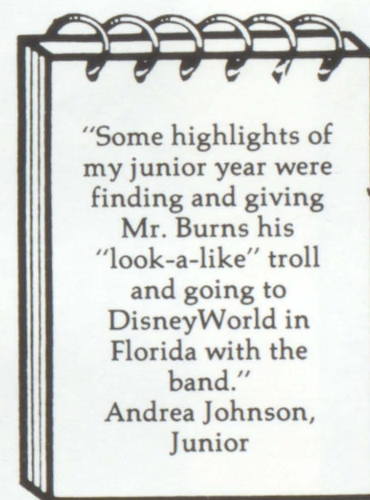 "Some highlights of
my junior year were
finding and giving
Mr. Burns his
"look-a-like" troll
and going to
DisneyWorld in
Florida with the
band."
Andrea Johnson,
Junior